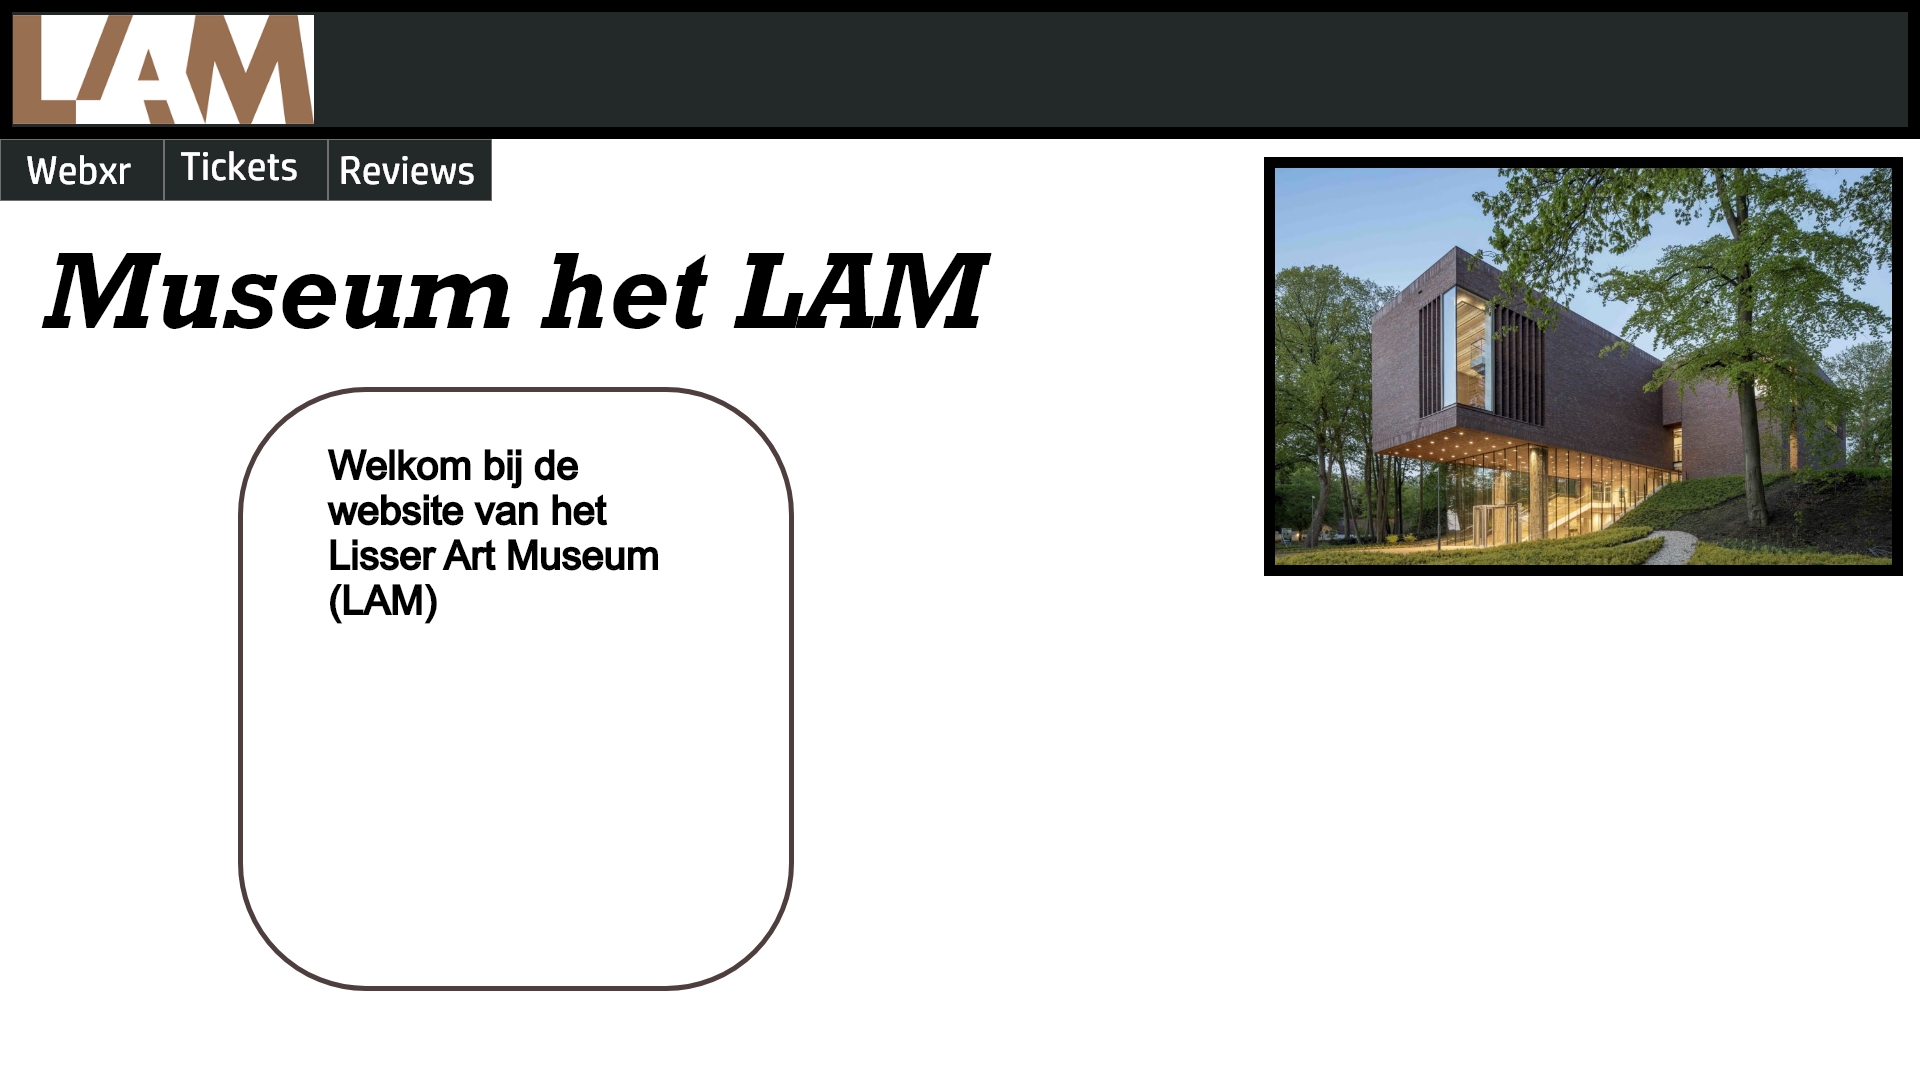 LAM
Webxr
Tickets
Reviews
Museum het LAM
Welkom bij de
website van het
Lisser Art Museum
(LAM)